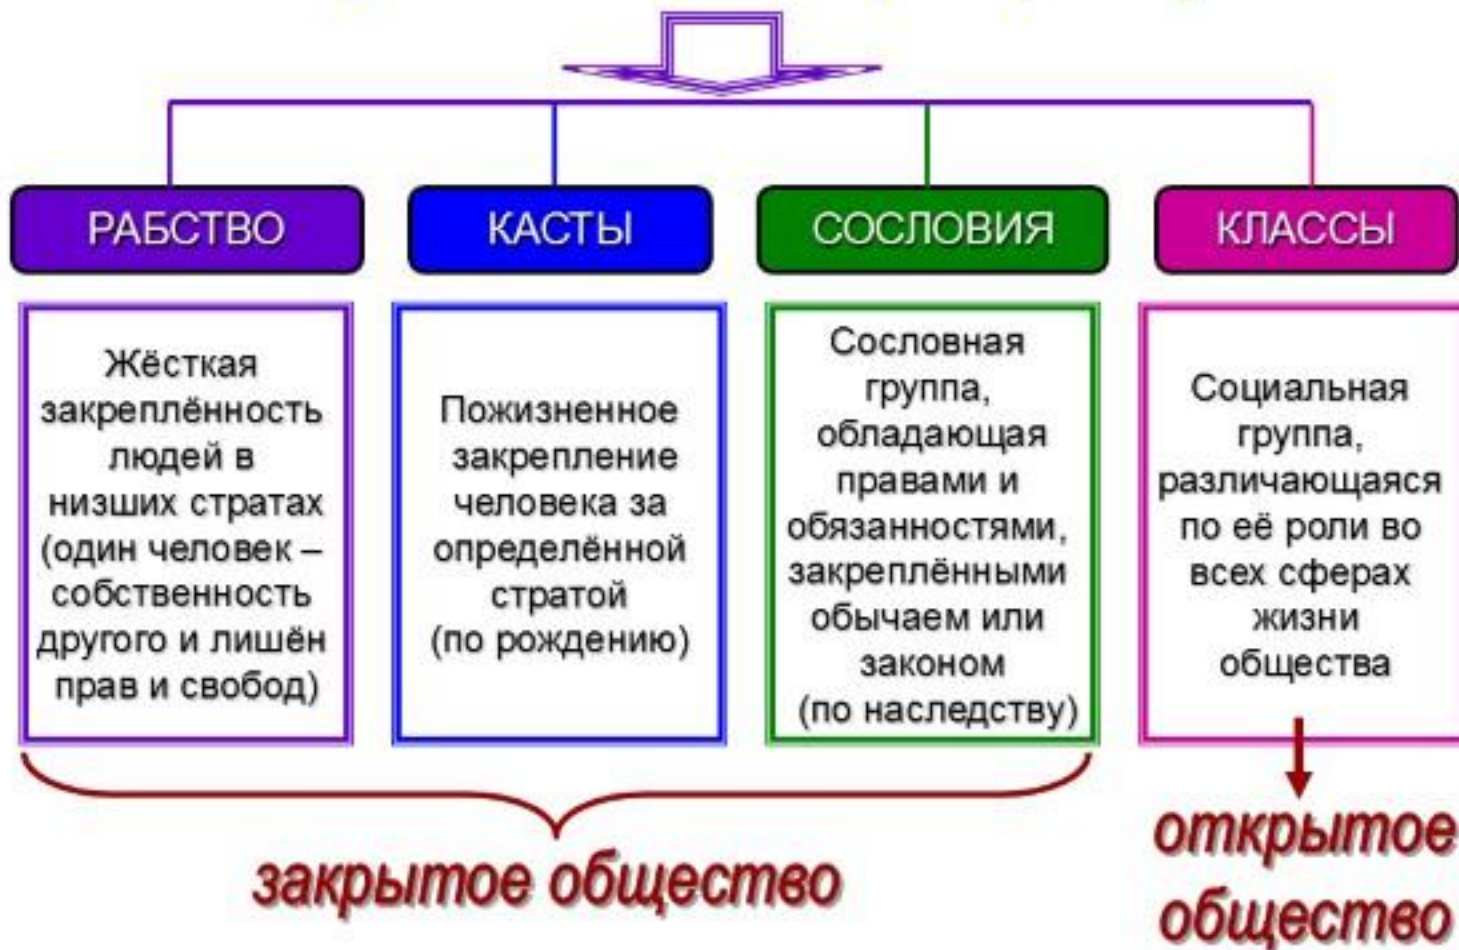 РАБСТВО
КАСТЫ
СОСЛОВИЯ
КЛАССЫ
Жёсткая
закреплённость
людей в
низших стратах
(один человек –
собственность
другого и лишён
прав и свобод)
Пожизненное
закрепление
человека за
определённой
стратой
(по рождению)
Сословная
группа,
обладающая
правами и
обязанностями,
закреплёнными
обычаем или
законом
(по наследству)
Социальная
группа,
различающаяся
по её роли во
всех сферах
жизни
общества
закрытое общество
открытое
общество